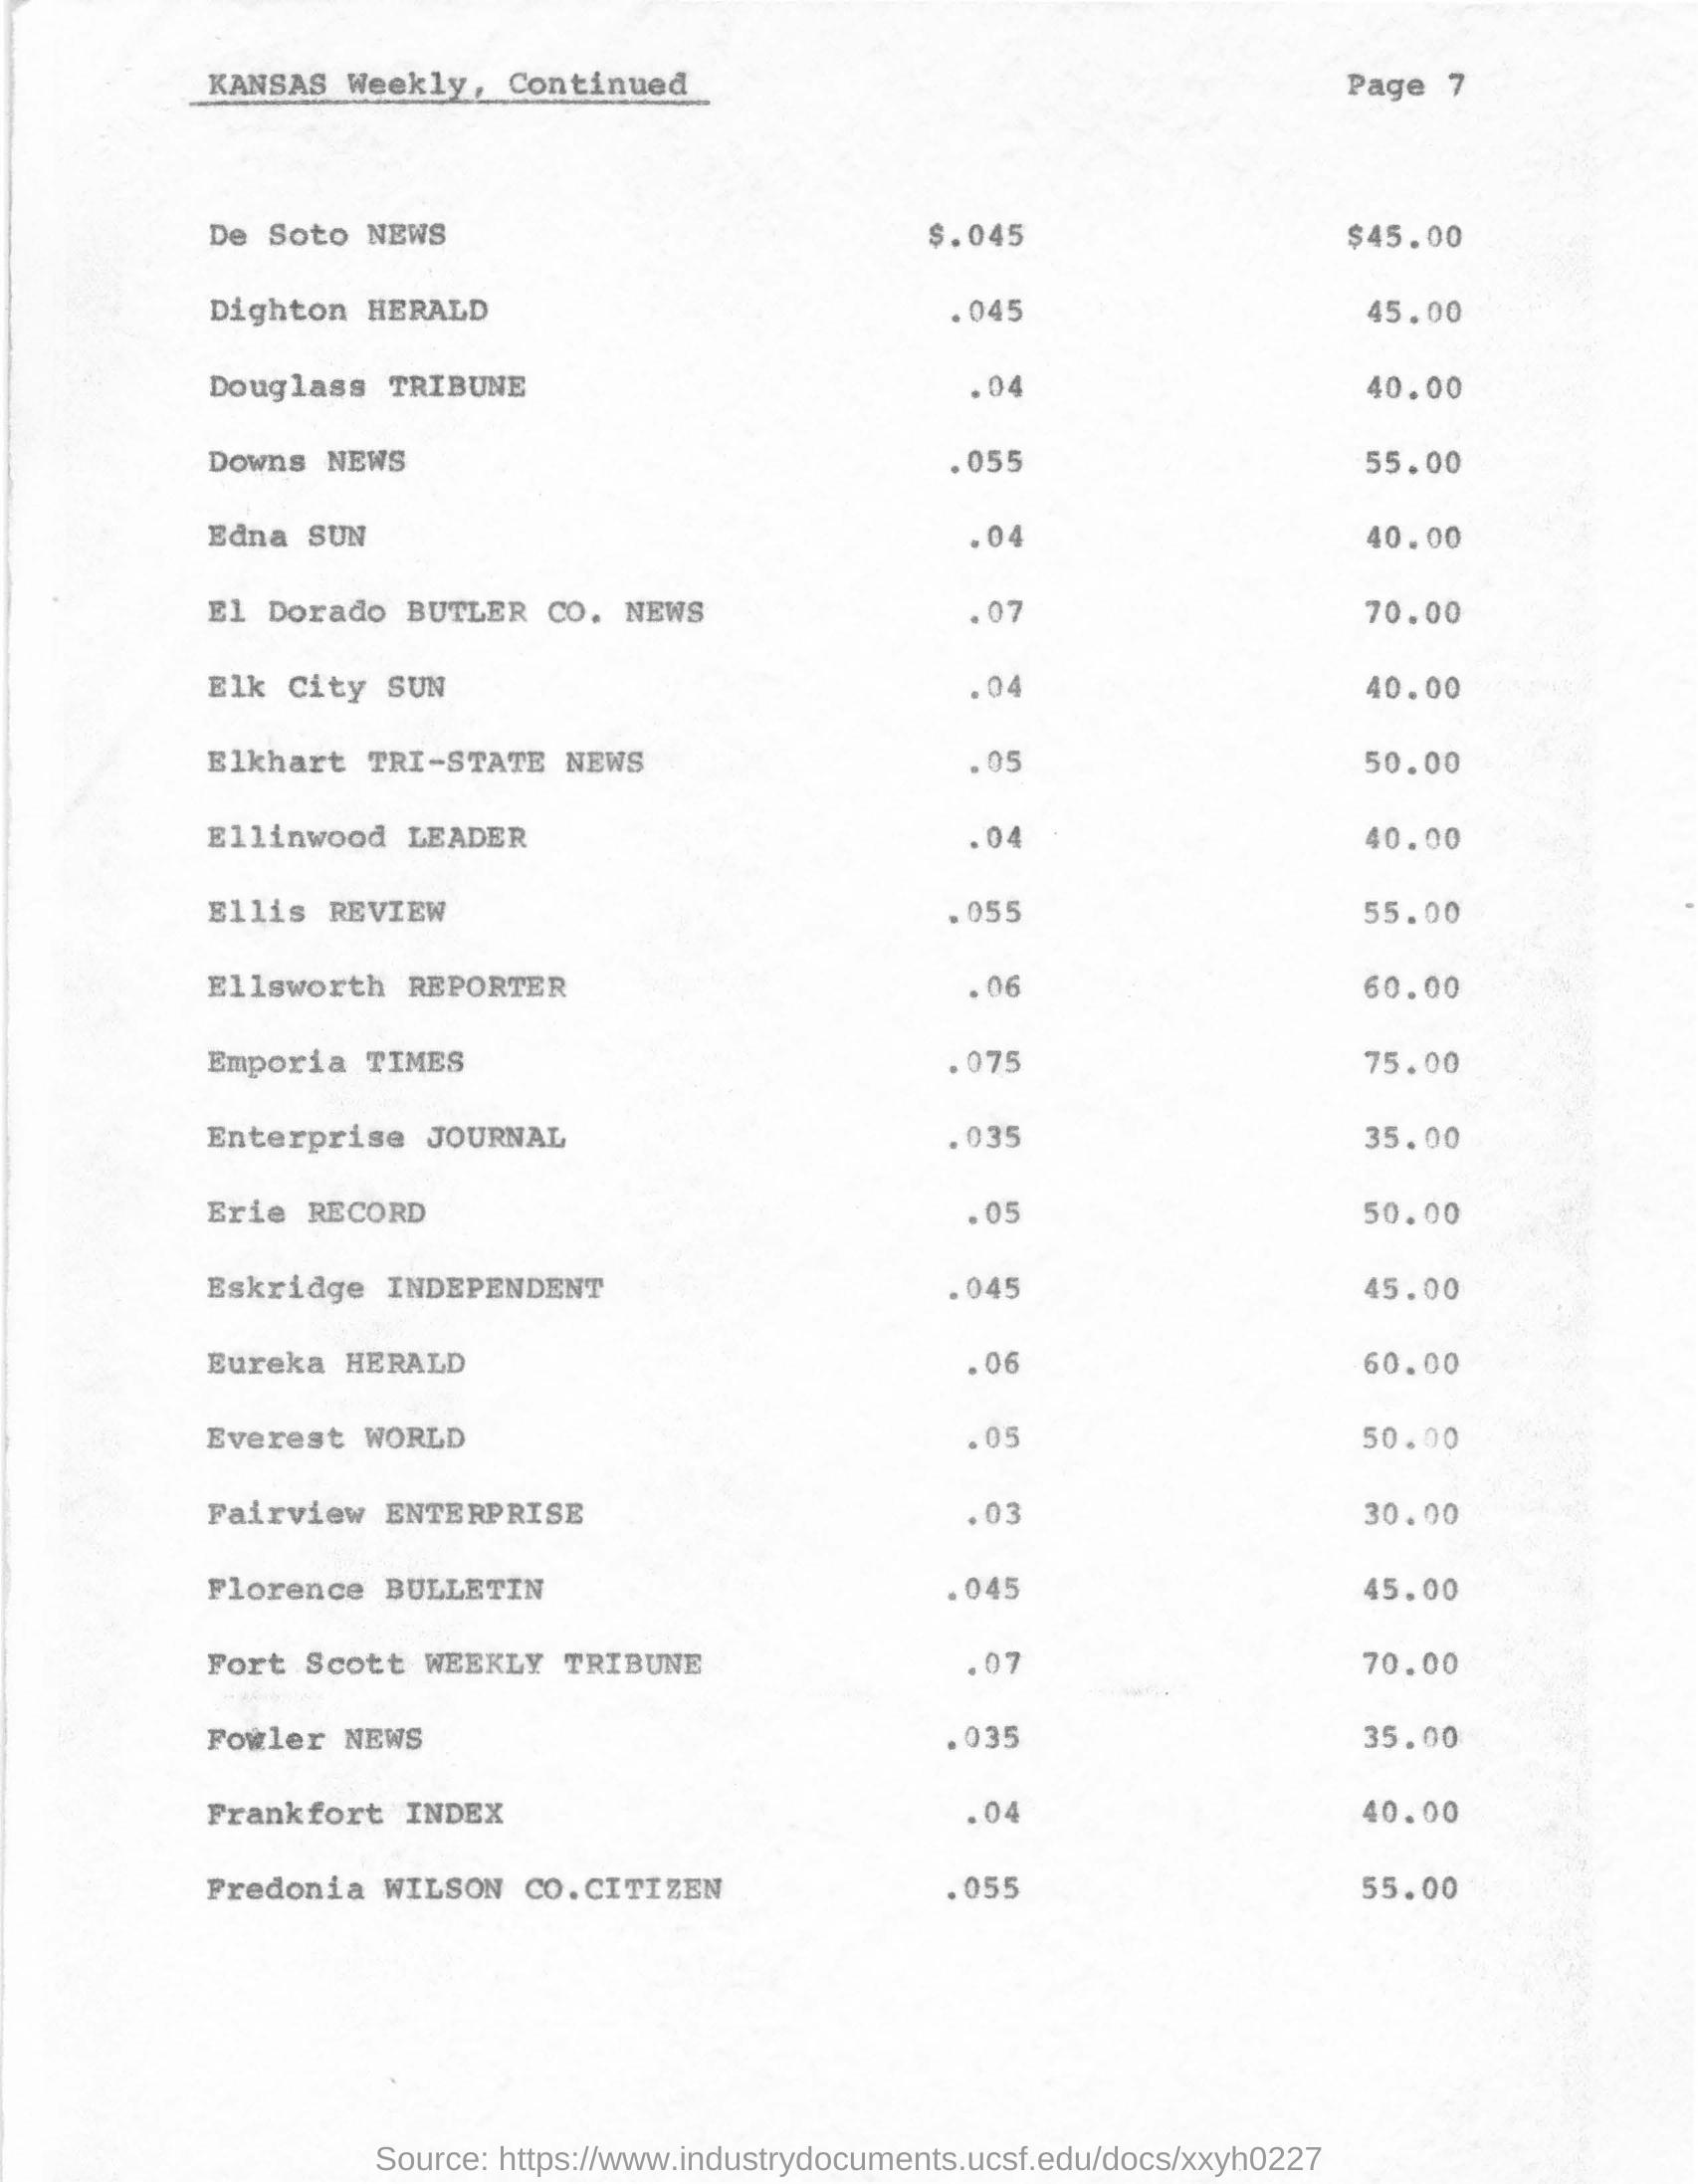 KANSAS Weekly, Continued Page 7
De Soto NEWS $.045 $45.00
Dighton HERALD .045 45.00
Douglass TRIBUNE .04 40.00
Downs NEWS .055 55.00
Edna SUN .04 40.00
El Dorado BUTLER CO. NEWS .07 70.00
Elk City SUN .04 40.00
Elkhart TRI-STATE NEWS .05 50.00
Ellinwood LEADER .04 40.00
Ellis REVIEW .055 55.00
Ellsworth REPORTER .06 60.00
Emporia TIMES .075 75.00
Enterprise JOURNAL .035 35.00
Erie RECORD .05 50.00
Eskridge INDEPENDENT .045 45.00
Eureka HERALD .06 60.00
Everest WORLD .05 50.00
Fairview ENTERPRISE .03 30.00
Florence BULLETIN .045 45.00
Fort Scott WEEKLY TRIBUNE .07 70.00
Fowler NEWS .035 35.00
Frankfort INDEX .04 40.00
Fredonia WILSON CO.CITIZEN .055 55.00
Source: https://www.industrydocuments.ucsf.edu/docs/xxyh0227